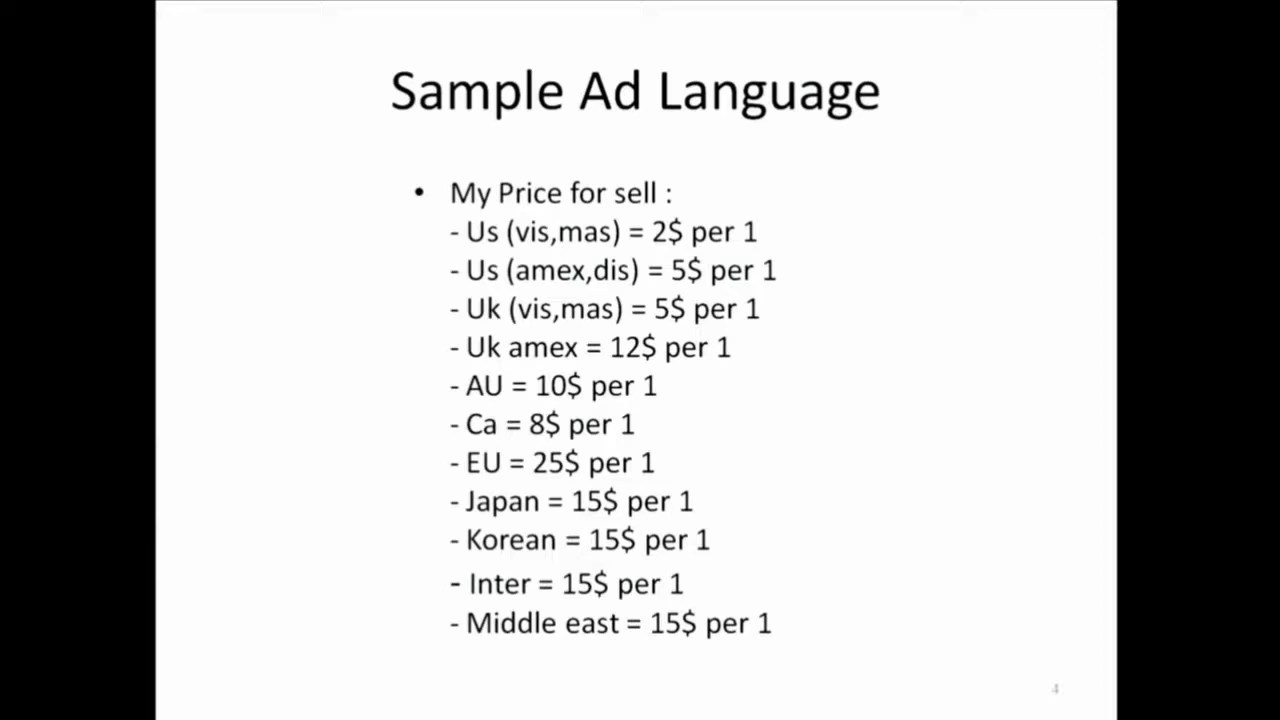 Sample Ad Language
• My Price for sell :
- Us (vis,mas) = 2$ per 1
- Us (amex,dis) = 5$ per 1
- Uk (vis,mas) = 5$ per 1
- Uk amex = 12$ per 1
- AU = 10$ per 1
- Ca = 8$ per 1
- EU = 25$ per 1
- Japan = 15$ per 1
- Korean = 15$ per 1
- Inter = 15$ per 1
- Middle east = 15$ per 1
4